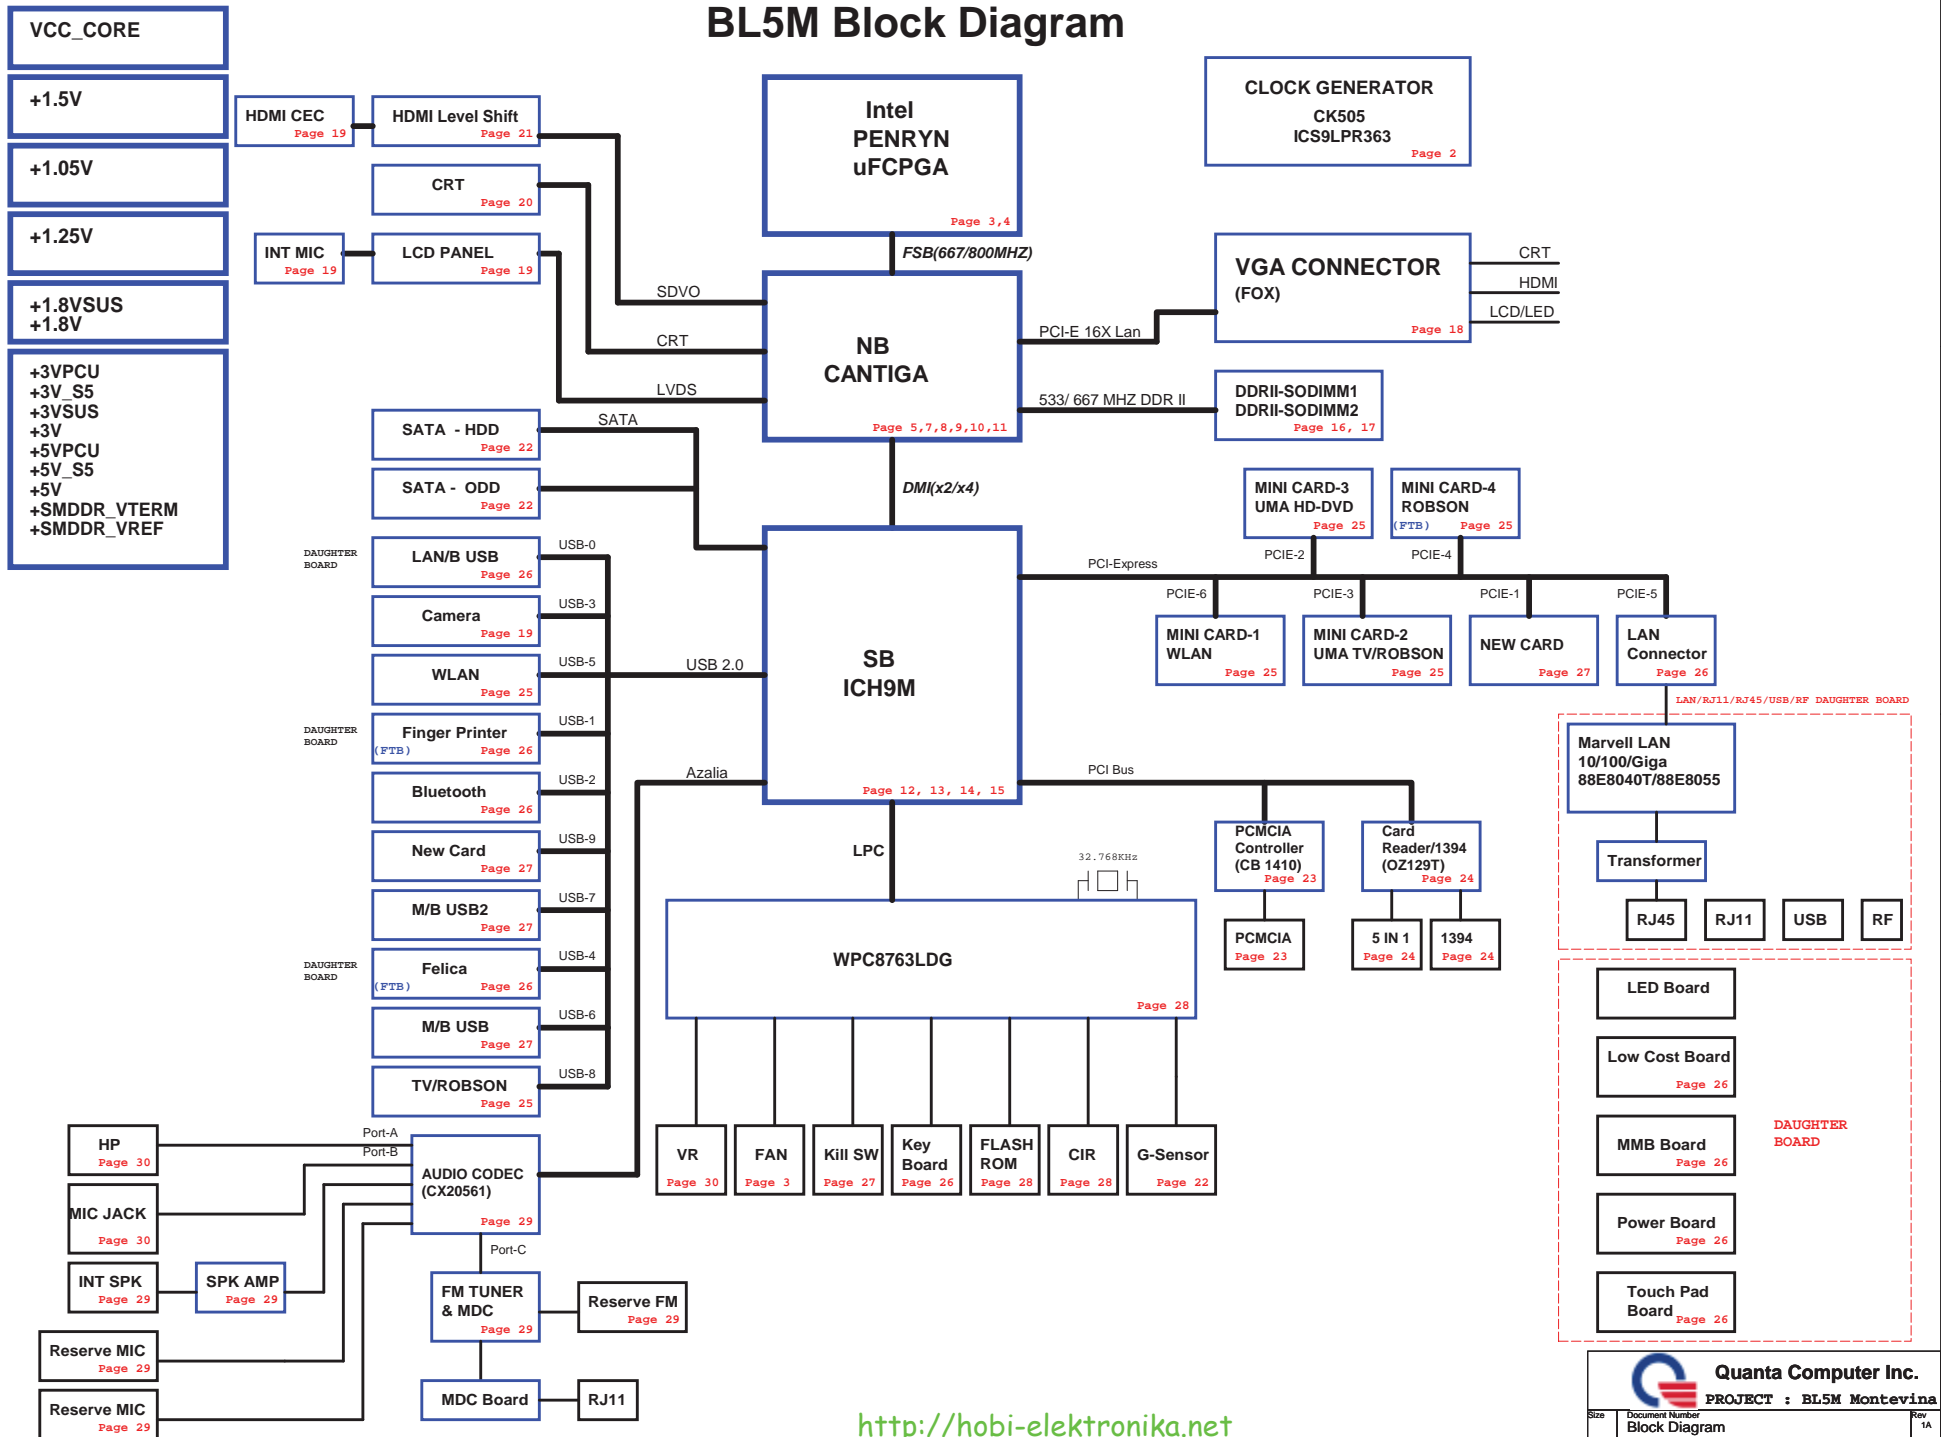 BL5M Block Diagram
VCC_CORE
+1.5V
+1.05V
+1.25V
+1.8VSUS
+1.8V
+3VPCU
+3V_S5
+3VSUS
+3V
+5VPCU
+5V_S5
+5V
+SMDDR_VTERM
+SMDDR_VREF
HDMI CEC
Page 19
HDMI Level Shift
Page 21
CRT
Page 20
INT MIC
Page 19
LCD PANEL
Page 19
Intel
PENRYN
uFCPGA
Page 3,4
CLOCK GENERATOR
CK505
ICS9LPR363
Page 2
FSB(667/800MHZ)
SDVO
CRT
LVDS
NB
CANTIGA
Page 5,7,8,9,10,11
PCI-E 16X Lan
VGA CONNECTOR
(FOX)
Page 18
CRT
HDMI
LCD/LED
533/ 667 MHZ DDR II
DDRII-SODIMM1
DDRII-SODIMM2
Page 16, 17
SATA - HDD
Page 22
SATA
SATA - ODD
Page 22
DMI(x2/x4)
MINI CARD-3
UMA HD-DVD
Page 25
MINI CARD-4
ROBSON
(FTB)
Page 25
PCIE-2
PCIE-4
PCI-Express
PCIE-6
PCIE-3
PCIE-1
PCIE-5
MINI CARD-1
WLAN
Page 25
MINI CARD-2
UMA TV/ROBSON
Page 25
NEW CARD
Page 27
LAN
Connector
Page 26
DAUGHTER
BOARD
LAN/B USB
Page 26
USB-0
Camera
Page 19
USB-3
WLAN
Page 25
USB-5
USB 2.0
DAUGHTER
BOARD
Finger Printer
(FTB)
Page 26
USB-1
Bluetooth
Page 26
USB-2
New Card
Page 27
USB-9
M/B USB2
Page 27
USB-7
DAUGHTER
BOARD
Felica
(FTB)
Page 26
USB-4
M/B USB
Page 27
USB-6
TV/ROBSON
Page 25
USB-8
SB
ICH9M
Page 12, 13, 14, 15
Azalia
PCI Bus
LPC
32.768KHz
PCMCIA
Controller
(CB 1410)
Page 23
Card
Reader/1394
(OZ129T)
Page 24
PCMCIA
Page 23
5 IN 1
Page 24
1394
Page 24
LAN/RJ11/RJ45/USB/RF DAUGHTER BOARD
Marvell LAN
10/100/Giga
88E8040T/88E8055
Transformer
RJ45
RJ11
USB
RF
WPC8763LDG
Page 28
VR
Page 30
FAN
Page 3
Kill SW
Page 27
Key
Board
Page 26
FLASH
ROM
Page 28
CIR
Page 28
G-Sensor
Page 22
LED Board
Low Cost Board
Page 26
MMB Board
Page 26
Power Board
Page 26
Touch Pad
Board
Page 26
DAUGHTER
BOARD
HP
Page 30
Port-A
Port-B
MIC JACK
Page 30
AUDIO CODEC
(CX20561)
Page 29
INT SPK
Page 29
SPK AMP
Page 29
Port-C
FM TUNER
& MDC
Page 29
Reserve FM
Page 29
Reserve MIC
Page 29
Reserve MIC
Page 29
MDC Board
RJ11
http://hobi-elektronika.net
Quanta Computer Inc.
PROJECT : BL5M Montevina
Size
Document Number
Rev
Block Diagram
1A